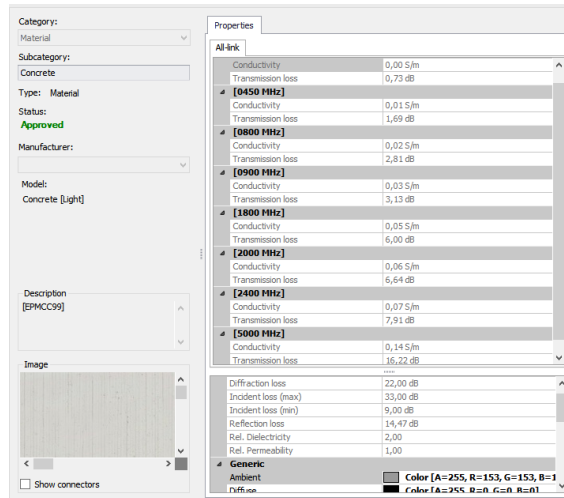 Category:
Material
Subcategory:
Concrete
Type: Material
Status:
Approved
Manufacturer:
Model:
Concrete [Light]
Description
[EPMCC99]
Image
Show connectors
Properties
All-link
Conductivity 0,00 S/m
Transmission loss 0,73 dB
[0450 MHz]
Conductivity 0,01 S/m
Transmission loss 1,69 dB
[0800 MHz]
Conductivity 0,02 S/m
Transmission loss 2,81 dB
[0900 MHz]
Conductivity 0,03 S/m
Transmission loss 3,13 dB
[1800 MHz]
Conductivity 0,05 S/m
Transmission loss 6,00 dB
[2000 MHz]
Conductivity 0,06 S/m
Transmission loss 6,64 dB
[2400 MHz]
Conductivity 0,07 S/m
Transmission loss 7,91 dB
[5000 MHz]
Conductivity 0,14 S/m
Transmission loss 16,22 dB
Diffraction loss 22,00 dB
Incident loss (max) 33,00 dB
Incident loss (min) 9,00 dB
Reflection loss 14,47 dB
Rel. Dielectricity 2,00
Rel. Permeability 1,00
Generic
Ambient Color [A=255, R=153, G=153, B=1
Diffuse Color [A=255, R=0, G=0, B=0]